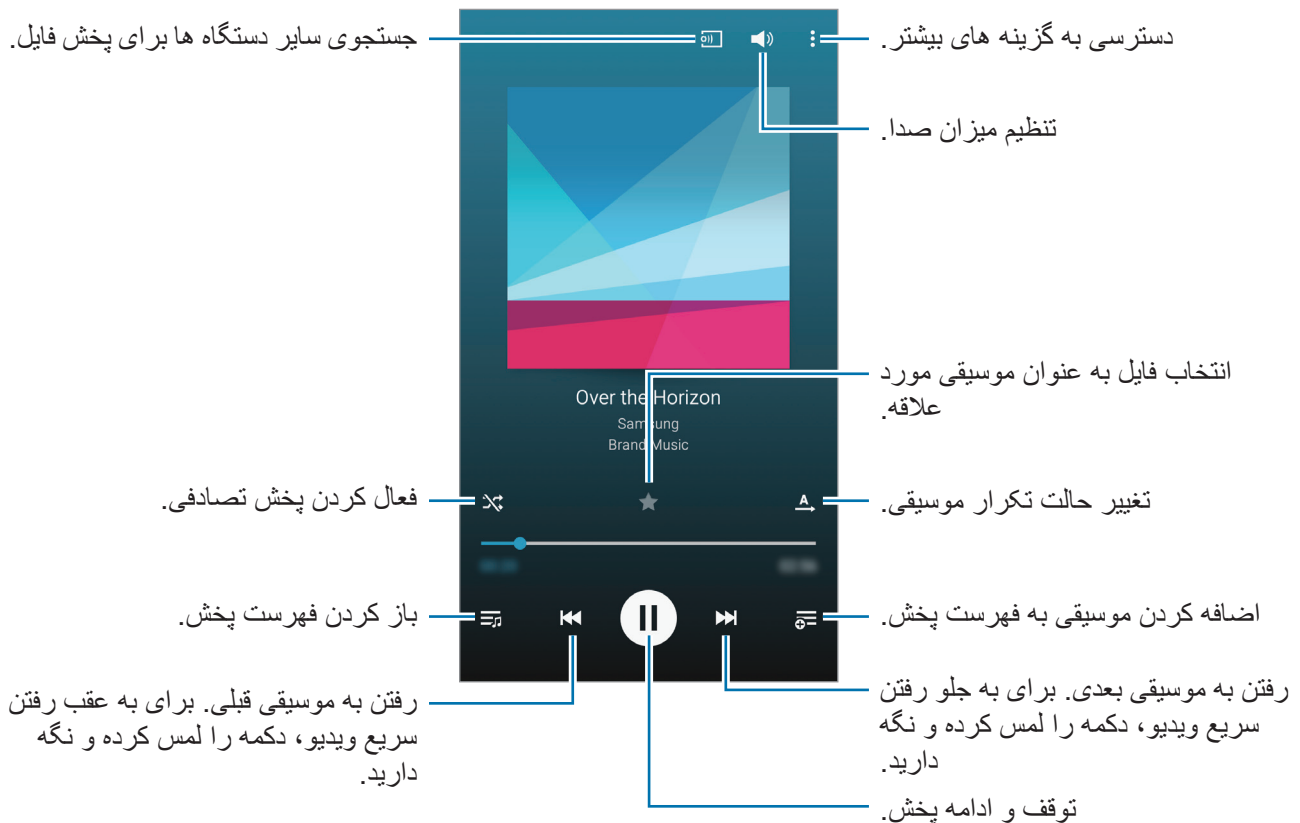 جستجوی سایر دستگاه ها برای پخش فایل.
دسترسی به گزینه های بیشتر.
تنظیم میزان صدا.
انتخاب فایل به عنوان موسیقی مورد
علاقه.
Over the Horizon
Samsung
Brand Music
فعال کردن پخش تصادفی.
تغییر حالت تکرار موسیقی.
A
باز کردن فهرست پخش.
اضافه کردن موسیقی به فهرست پخش.
رفتن به موسیقی قبلی. برای به عقب رفتن
سریع ویدیو، دکمه را لمس کرده و نگه
دارید.
رفتن به موسیقی بعدی. برای به جلو رفتن
سریع ویدیو، دکمه را لمس کرده و نگه
دارید.
توقف و ادامه پخش.